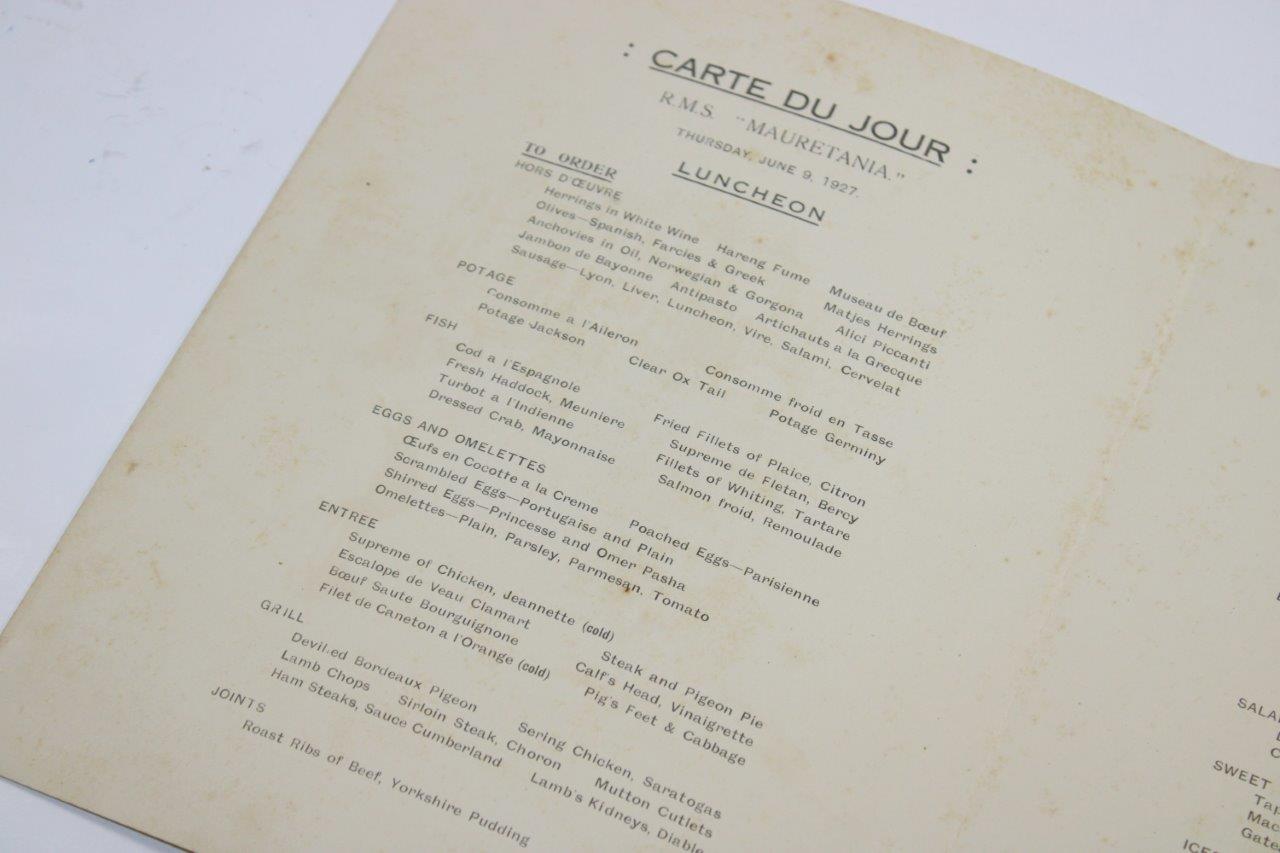 : CARTE DU JOUR :
R.M.S. "MAURETANIA."
THURSDAY, JUNE 9, 1927.
LUNCHEON
TO ORDER
HORS D'ŒUVRE
Herrings in White Wine Hareng Fume Museau de Bœuf
Olives—Spanish, Farcies & Greek Matjes Herrings
Anchovies in Oil, Norwegian & Gorgona Alici Piccanti
Jambon de Bayonne Antipasto Artichauts a la Grecque
Sausage—Lyon, Liver, Luncheon, Vire, Salami, Cervelat
POTAGE
Consomme a l'Aileron Consomme froid en Tasse
Potage Jackson Clear Ox Tail Potage Germiny
FISH
Cod a l'Espagnole Fried Fillets of Plaice, Citron
Fresh Haddock, Meuniere Supreme de Fletan, Bercy
Turbot a l'Indienne Fillets of Whiting, Tartare
Dressed Crab, Mayonnaise Salmon froid, Remoulade
EGGS AND OMELETTES
Œufs en Cocotte a la Creme Poached Eggs—Parisienne
Scrambled Eggs—Portugaise and Plain
Shirred Eggs—Princesse and Omer Pasha
Omelettes—Plain, Parsley, Parmesan, Tomato
ENTREE
Supreme of Chicken, Jeannette (cold) Steak and Pigeon Pie
Escalope de Veau Clamart Calf's Head, Vinaigrette
Bœuf Saute Bourguignone Pig's Feet & Cabbage
Filet de Caneton a l'Orange (cold)
GRILL
Devilled Bordeaux Pigeon Sering Chicken, Saratogas
Lamb Chops Sirloin Steak, Choron Mutton Cutlets
Ham Steaks, Sauce Cumberland Lamb's Kidneys, Diable
JOINTS
Roast Ribs of Beef, Yorkshire Pudding
SWEET